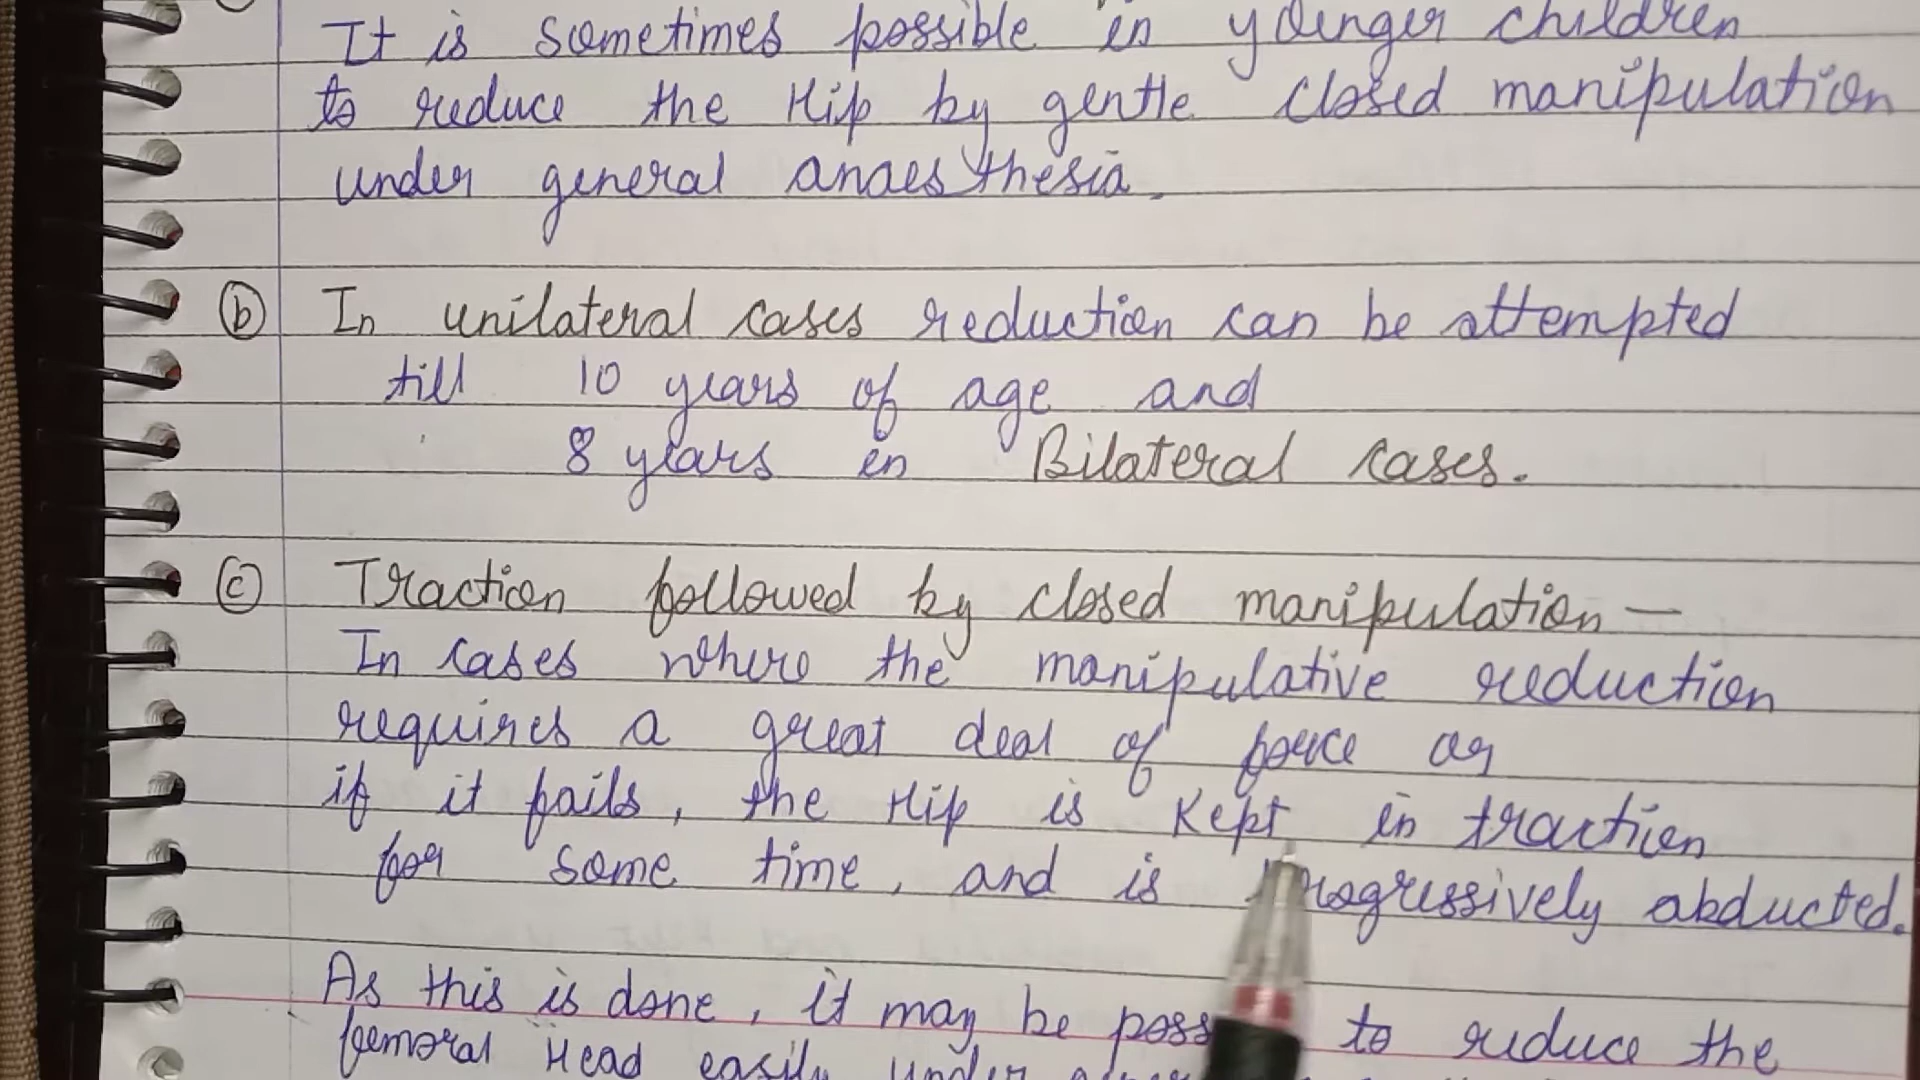 It is sometimes possible in younger children
to reduce the Hip by gentle closed manipulation
under general anaesthesia.
(b) In unilateral cases reduction can be attempted
till 10 years of age and
8 years in Bilateral cases.
(c) Traction followed by closed manipulation —
In cases where the manipulative reduction
requires a great deal of force or
if it fails, the Hip is Kept in traction
for some time, and is progressively abducted.
As this is done, it may be poss to reduce the
femoral Head easily under